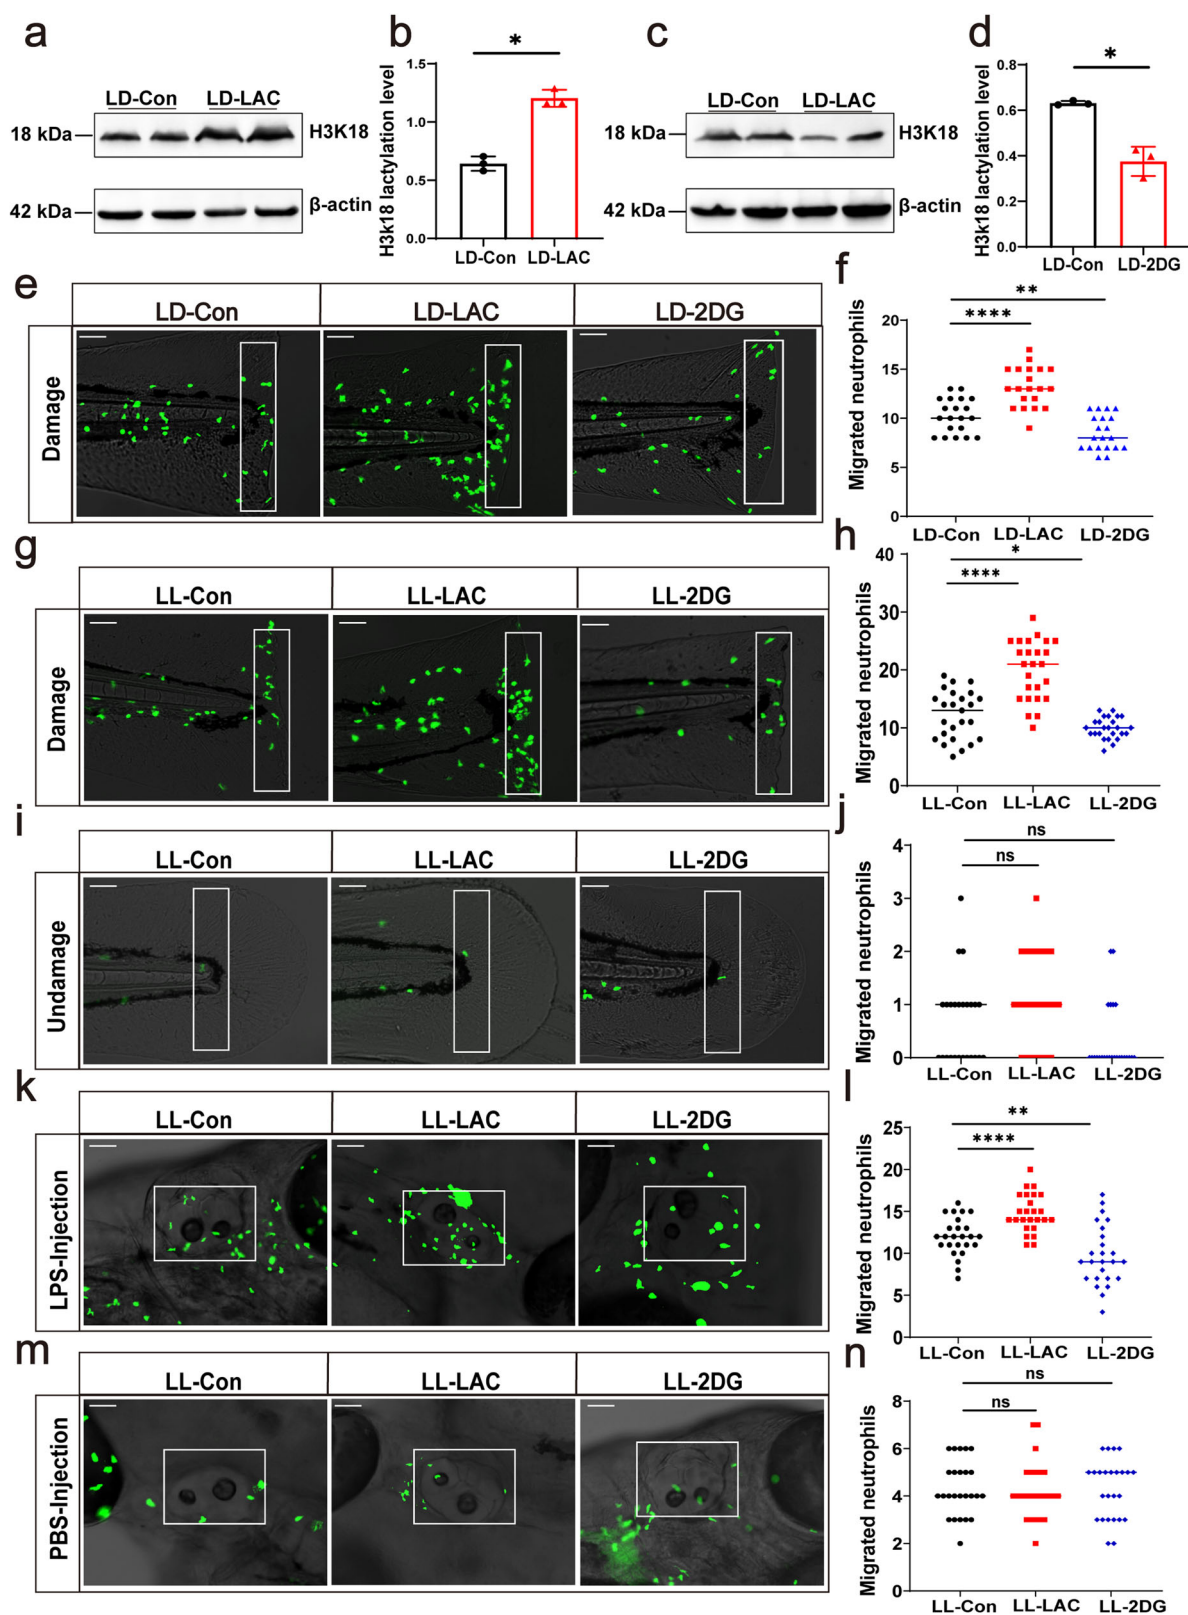 a
LD-Con LD-LAC
18 kDa H3K18
42 kDa β-actin
b
*
H3k18 lactylation level
1.5
1.0
0.5
0.0
LD-Con LD-LAC
c
LD-Con LD-LAC
18 kDa H3K18
42 kDa β-actin
d
*
H3k18 lactylation level
0.8
0.6
0.4
0.2
0.0
LD-Con LD-2DG
e
LD-Con LD-LAC LD-2DG
Damage
f
**
****
Migrated neutrophils
20
15
10
5
0
LD-Con LD-LAC LD-2DG
g
LL-Con LL-LAC LL-2DG
Damage
h
*
****
Migrated neutrophils
40
30
20
10
0
LL-Con LL-LAC LL-2DG
i
LL-Con LL-LAC LL-2DG
Undamage
j
ns
ns
Migrated neutrophils
4
3
2
1
0
LL-Con LL-LAC LL-2DG
k
LL-Con LL-LAC LL-2DG
LPS-Injection
l
**
****
Migrated neutrophils
25
20
15
10
5
0
LL-Con LL-LAC LL-2DG
m
LL-Con LL-LAC LL-2DG
PBS-Injection
n
ns
ns
Migrated neutrophils
8
6
4
2
0
LL-Con LL-LAC LL-2DG